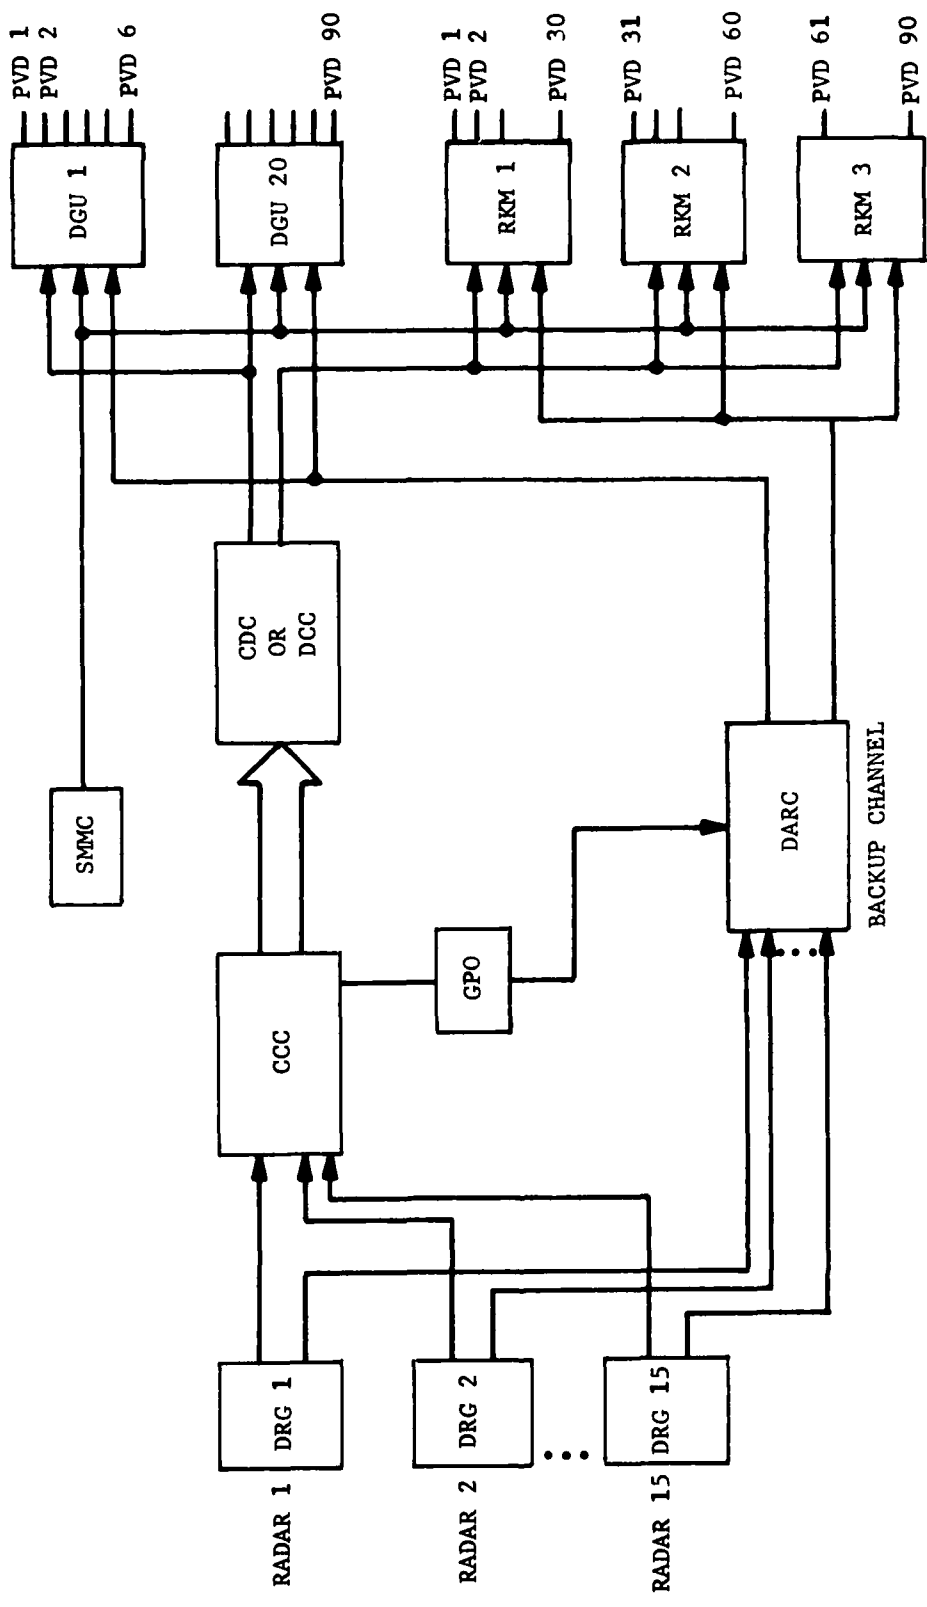 RADAR 1
DRG 1
RADAR 2
DRG 2
RADAR 15
DRG 15
CCC
GPO
SMMC
CDC
OR
DCC
DARC
BACKUP CHANNEL
DGU 1
PVD 1
PVD 2
PVD 6
DGU 20
PVD 90
RKM 1
PVD 1
PVD 2
PVD 30
RKM 2
PVD 31
PVD 60
RKM 3
PVD 61
PVD 90